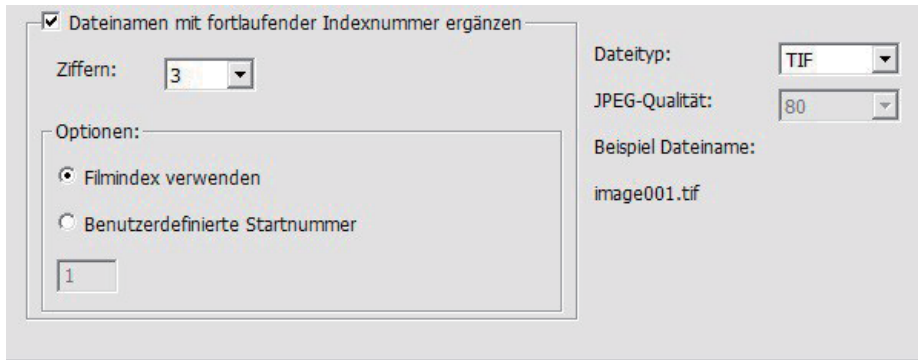 Dateinamen mit fortlaufender Indexnummer ergänzen
Ziffern:
3
Optionen:
Filmindex verwenden
Benutzerdefinierte Startnummer
1
Dateityp:
TIF
JPEG-Qualität:
80
Beispiel Dateiname:
image001.tif